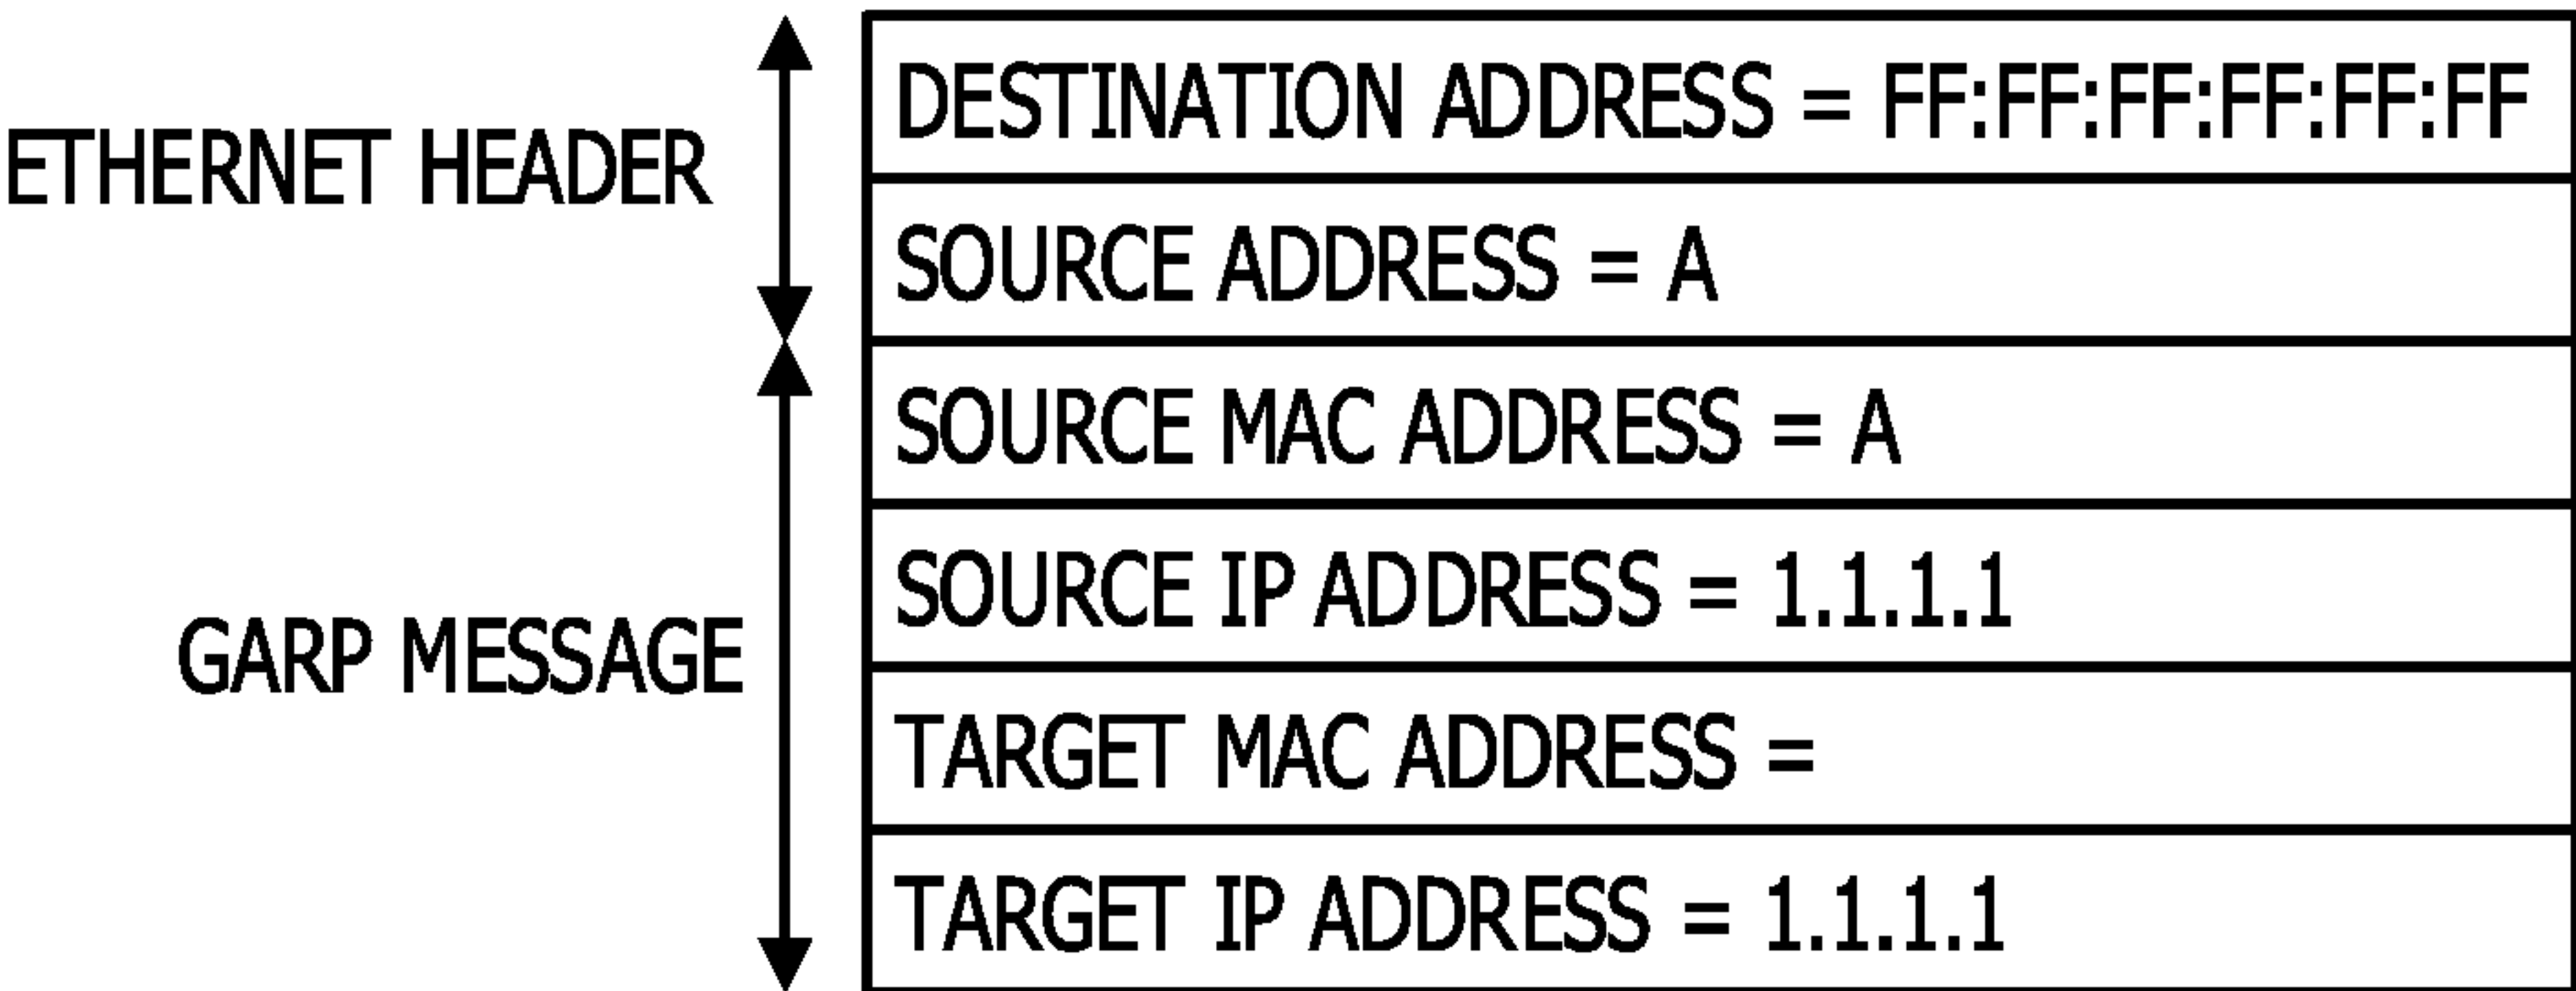 ETHERNET HEADER
DESTINATION ADDRESS = FF:FF:FF:FF:FF:FF
SOURCE ADDRESS = A
GARP MESSAGE
SOURCE MAC ADDRESS = A
SOURCE IP ADDRESS = 1.1.1.1
TARGET MAC ADDRESS =
TARGET IP ADDRESS = 1.1.1.1